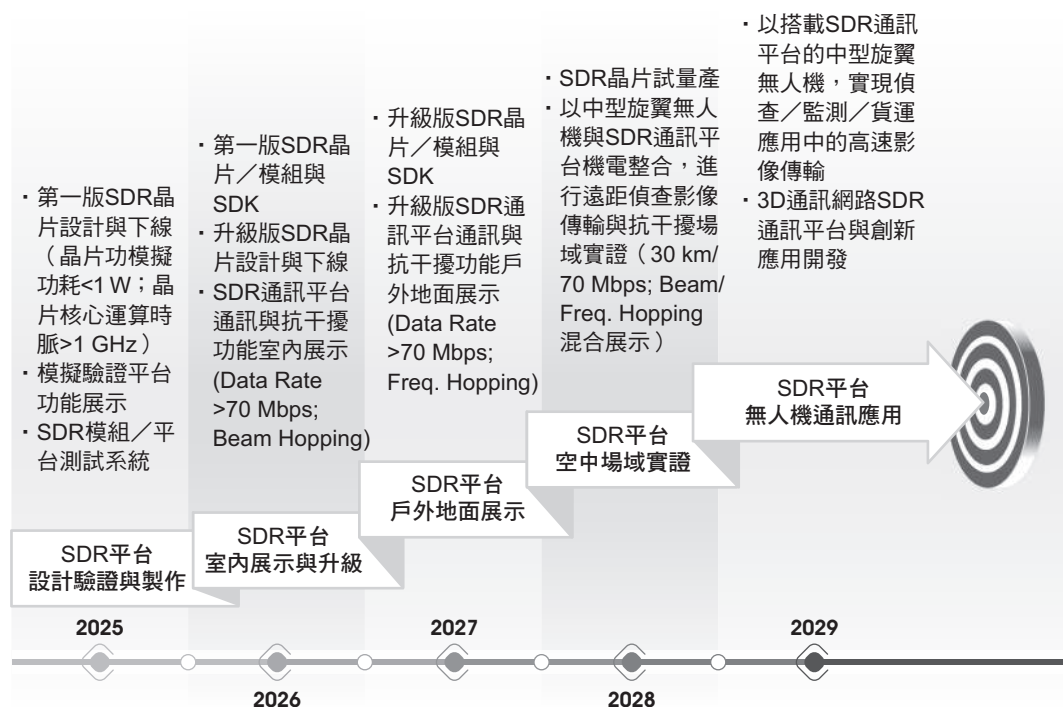 ・第一版SDR晶
片設計與下線
（晶片功模擬
功耗<1 W；晶
片核心運算時
脈>1 GHz）
・模擬驗證平台
功能展示
・SDR模組／平
台測試系統
SDR平台
設計驗證與製作
2025
・第一版SDR晶
片／模組與
SDK
・升級版SDR晶
片設計與下線
・SDR通訊平台
通訊與抗干擾
功能室內展示
(Data Rate
>70 Mbps;
Beam Hopping)
SDR平台
室內展示與升級
2026
・升級版SDR晶
片／模組與
SDK
・升級版SDR通
訊平台通訊與
抗干擾功能戶
外地面展示
(Data Rate
>70 Mbps;
Freq. Hopping)
SDR平台
戶外地面展示
2027
・SDR晶片試量產
・以中型旋翼無人
機與SDR通訊平
台機電整合，進
行遠距偵查影像
傳輸與抗干擾場
域實證（30 km/
70 Mbps; Beam/
Freq. Hopping
混合展示）
SDR平台
空中場域實證
2028
・以搭載SDR通訊
平台的中型旋翼
無人機，實現偵
查／監測／貨運
應用中的高速影
像傳輸
・3D通訊網路SDR
通訊平台與創新
應用開發
SDR平台
無人機通訊應用
2029